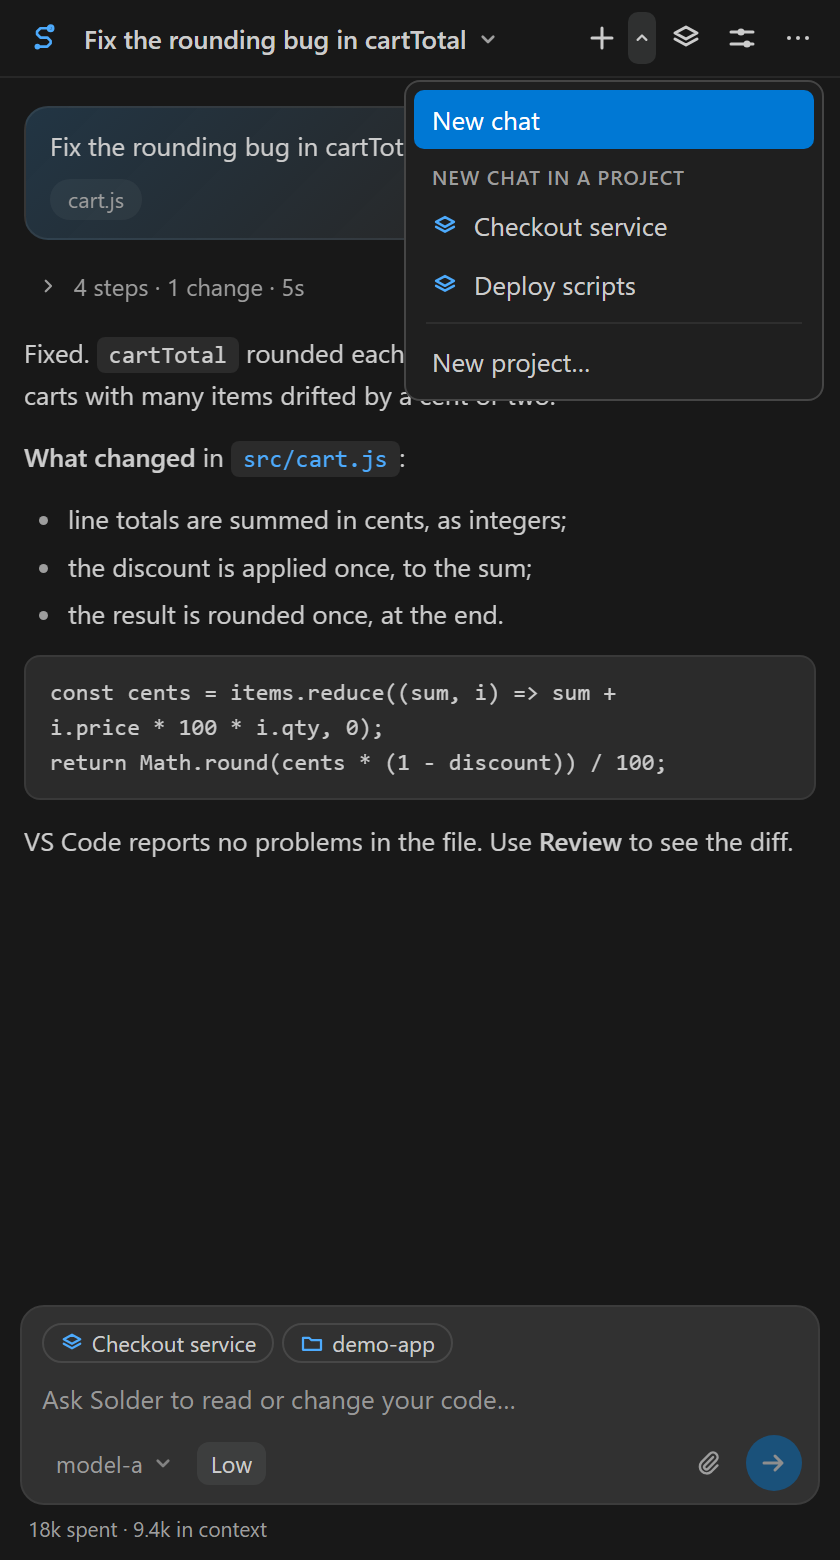 Fix the rounding bug in cartTotal
New chat
Fix the rounding bug in cartTot
cart.js
NEW CHAT IN A PROJECT
Checkout service
Deploy scripts
New project...
4 steps · 1 change · 5s
Fixed. cartTotal rounded each
carts with many items drifted by a cent or two.
What changed in src/cart.js:
• line totals are summed in cents, as integers;
• the discount is applied once, to the sum;
• the result is rounded once, at the end.
const cents = items.reduce((sum, i) => sum +
i.price * 100 * i.qty, 0);
return Math.round(cents * (1 - discount)) / 100;
VS Code reports no problems in the file. Use Review to see the diff.
Checkout service
demo-app
Ask Solder to read or change your code...
model-a
Low
18k spent · 9.4k in context